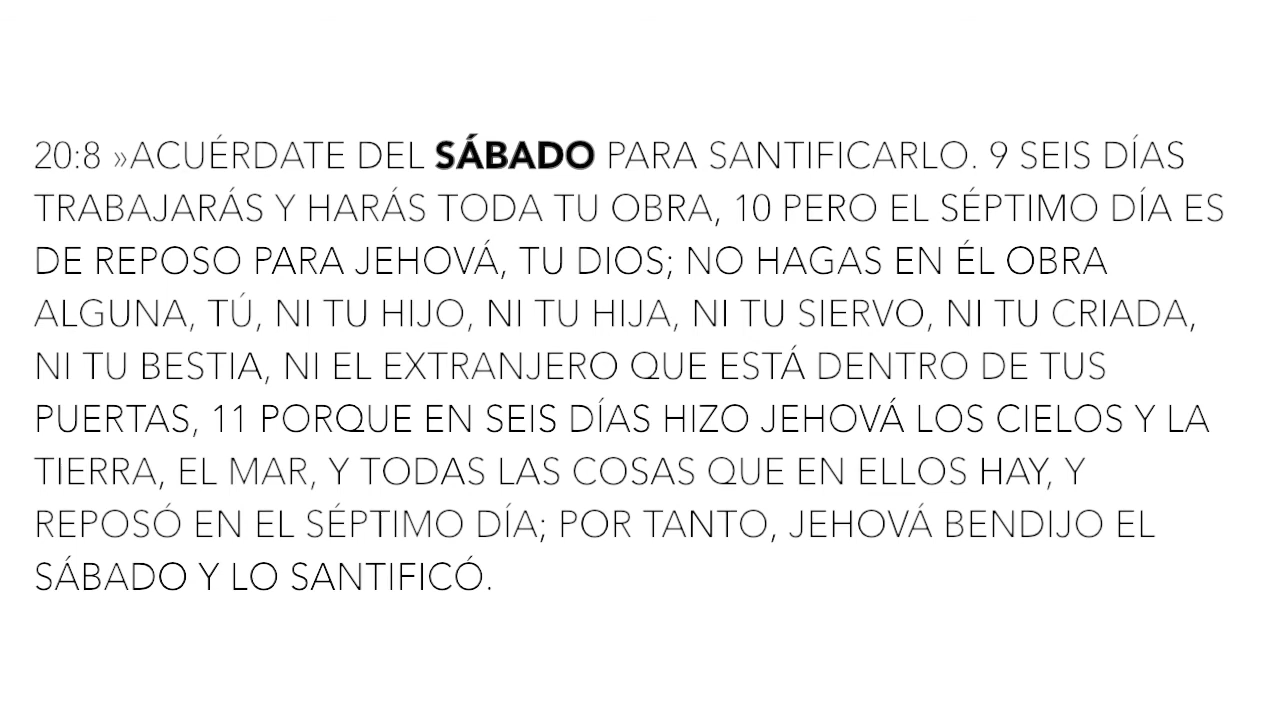 20:8 »ACUÉRDATE DEL SÁBADO PARA SANTIFICARLO. 9 SEIS DÍAS
TRABAJARÁS Y HARÁS TODA TU OBRA, 10 PERO EL SÉPTIMO DÍA ES
DE REPOSO PARA JEHOVÁ, TU DIOS; NO HAGAS EN ÉL OBRA
ALGUNA, TÚ, NI TU HIJO, NI TU HIJA, NI TU SIERVO, NI TU CRIADA,
NI TU BESTIA, NI EL EXTRANJERO QUE ESTÁ DENTRO DE TUS
PUERTAS, 11 PORQUE EN SEIS DÍAS HIZO JEHOVÁ LOS CIELOS Y LA
TIERRA, EL MAR, Y TODAS LAS COSAS QUE EN ELLOS HAY, Y
REPOSÓ EN EL SÉPTIMO DÍA; POR TANTO, JEHOVÁ BENDIJO EL
SÁBADO Y LO SANTIFICÓ.